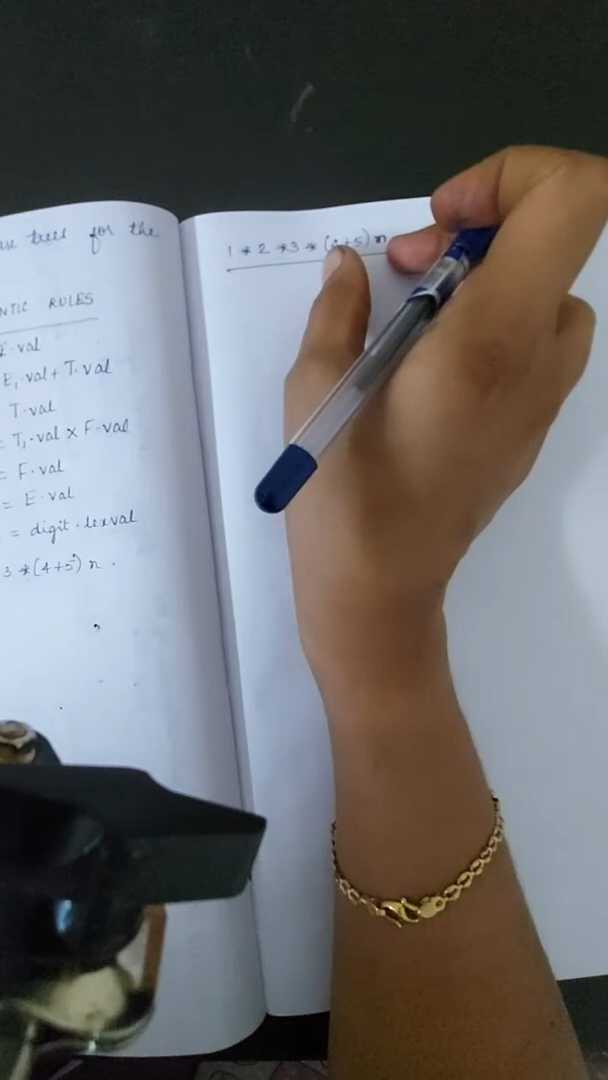 trees for the
NTIC RULES
E.val
E₁.val + T.val
T.val
= T₁.val × F.val
= F.val
= E.val
= digit.lexval
3 * (4+5) n.
1 * 2 * 3 * (4+5) n